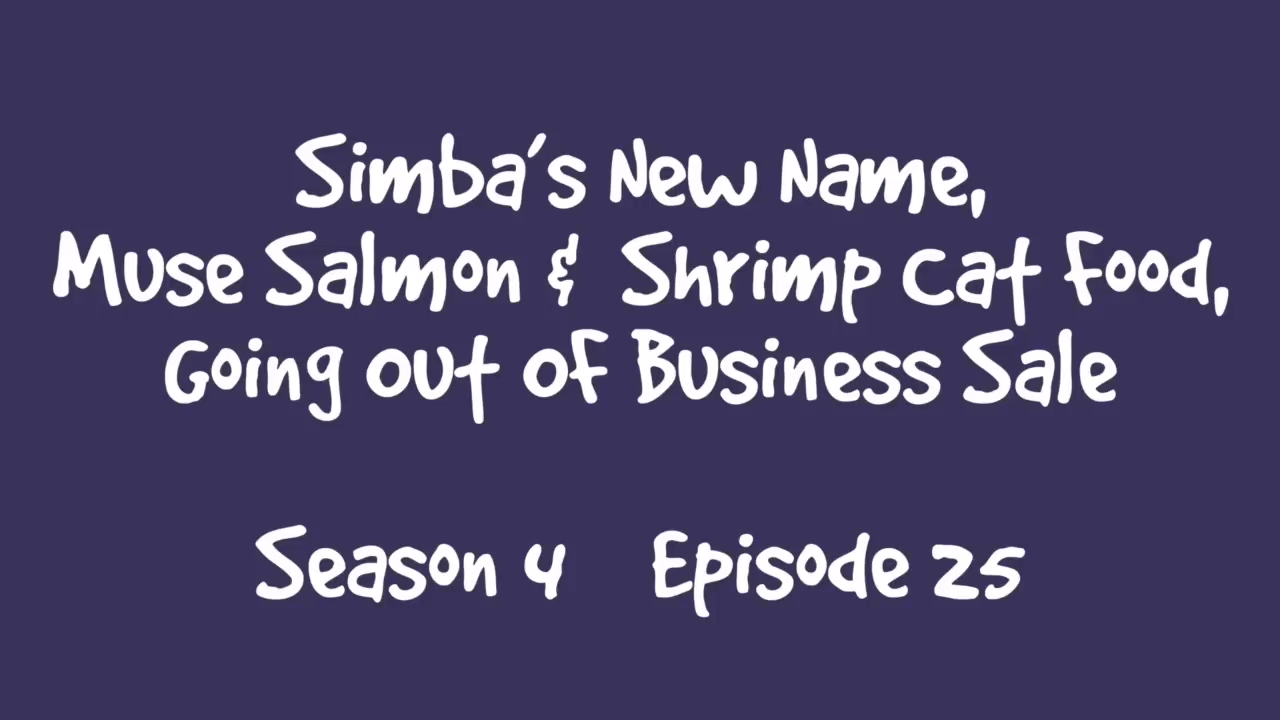 Simba's New Name,
Muse Salmon & Shrimp Cat Food,
Going Out of Business Sale
Season 4 Episode 25